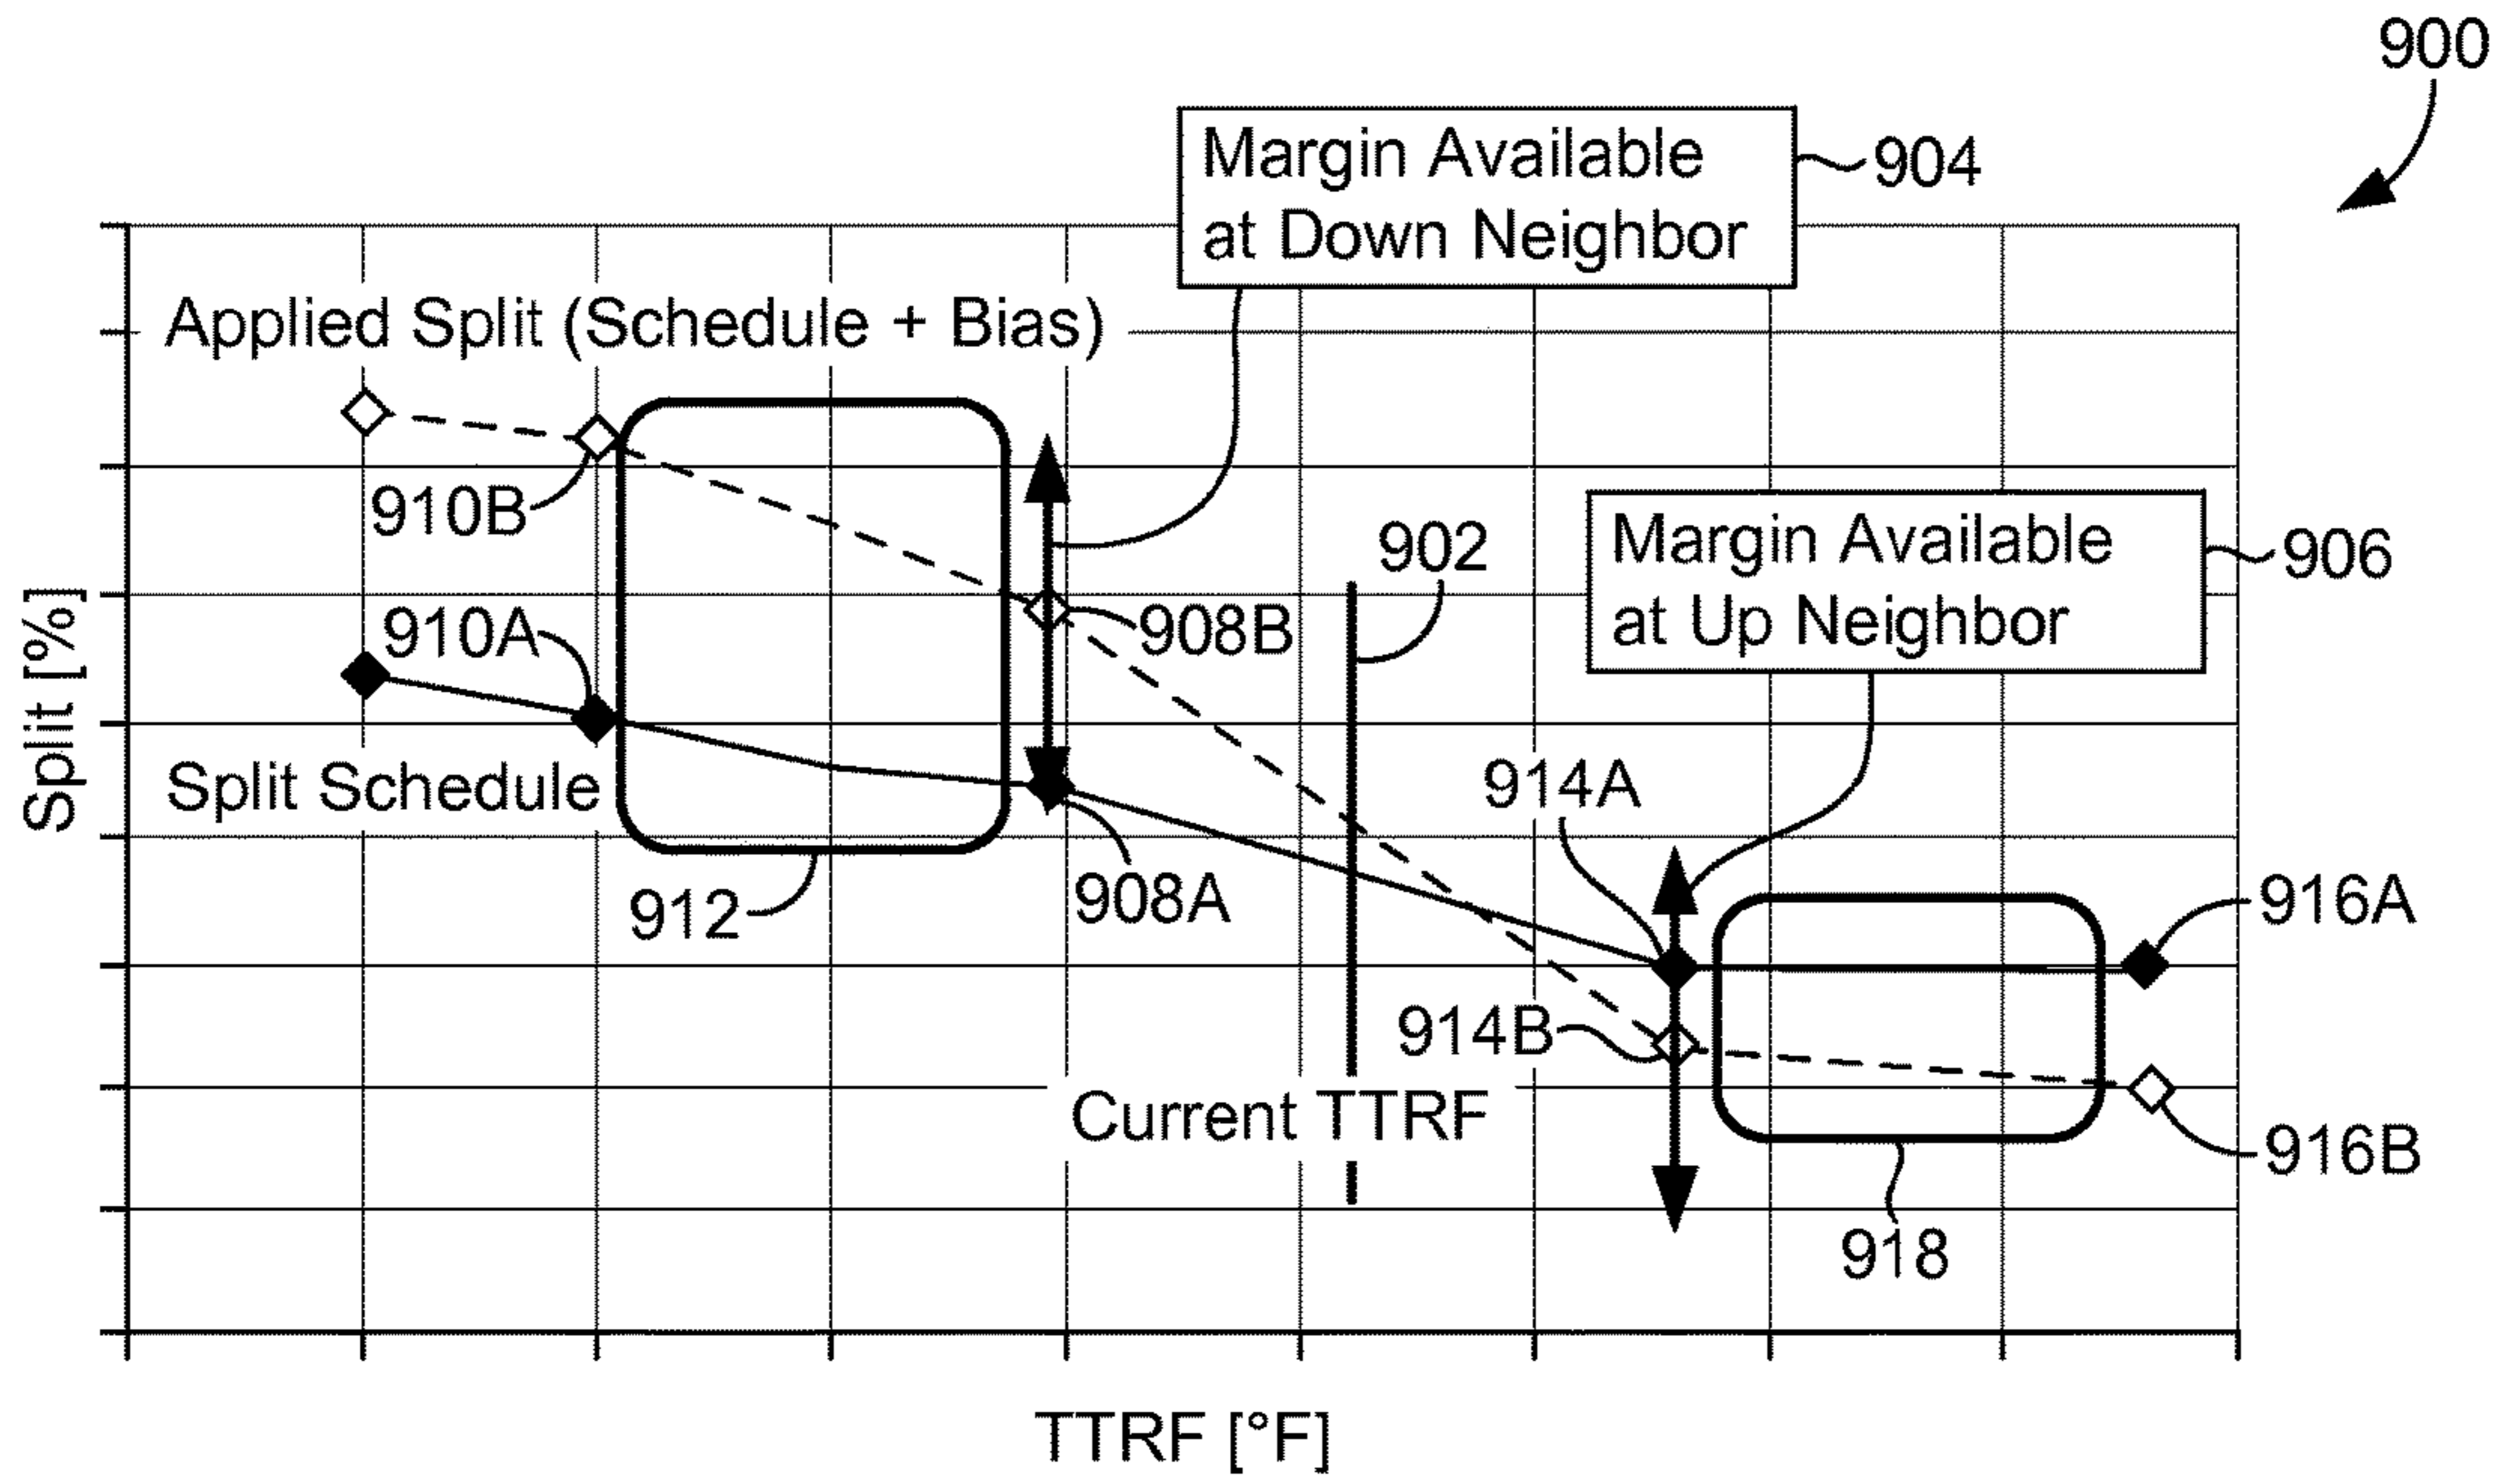 900
Margin Available
at Down Neighbor
904
Applied Split (Schedule + Bias)
910B
Margin Available
at Up Neighbor
906
902
910A
908B
Split [%]
Split Schedule
914A
912
908A
916A
914B
Current TTRF
916B
918
TTRF [°F]